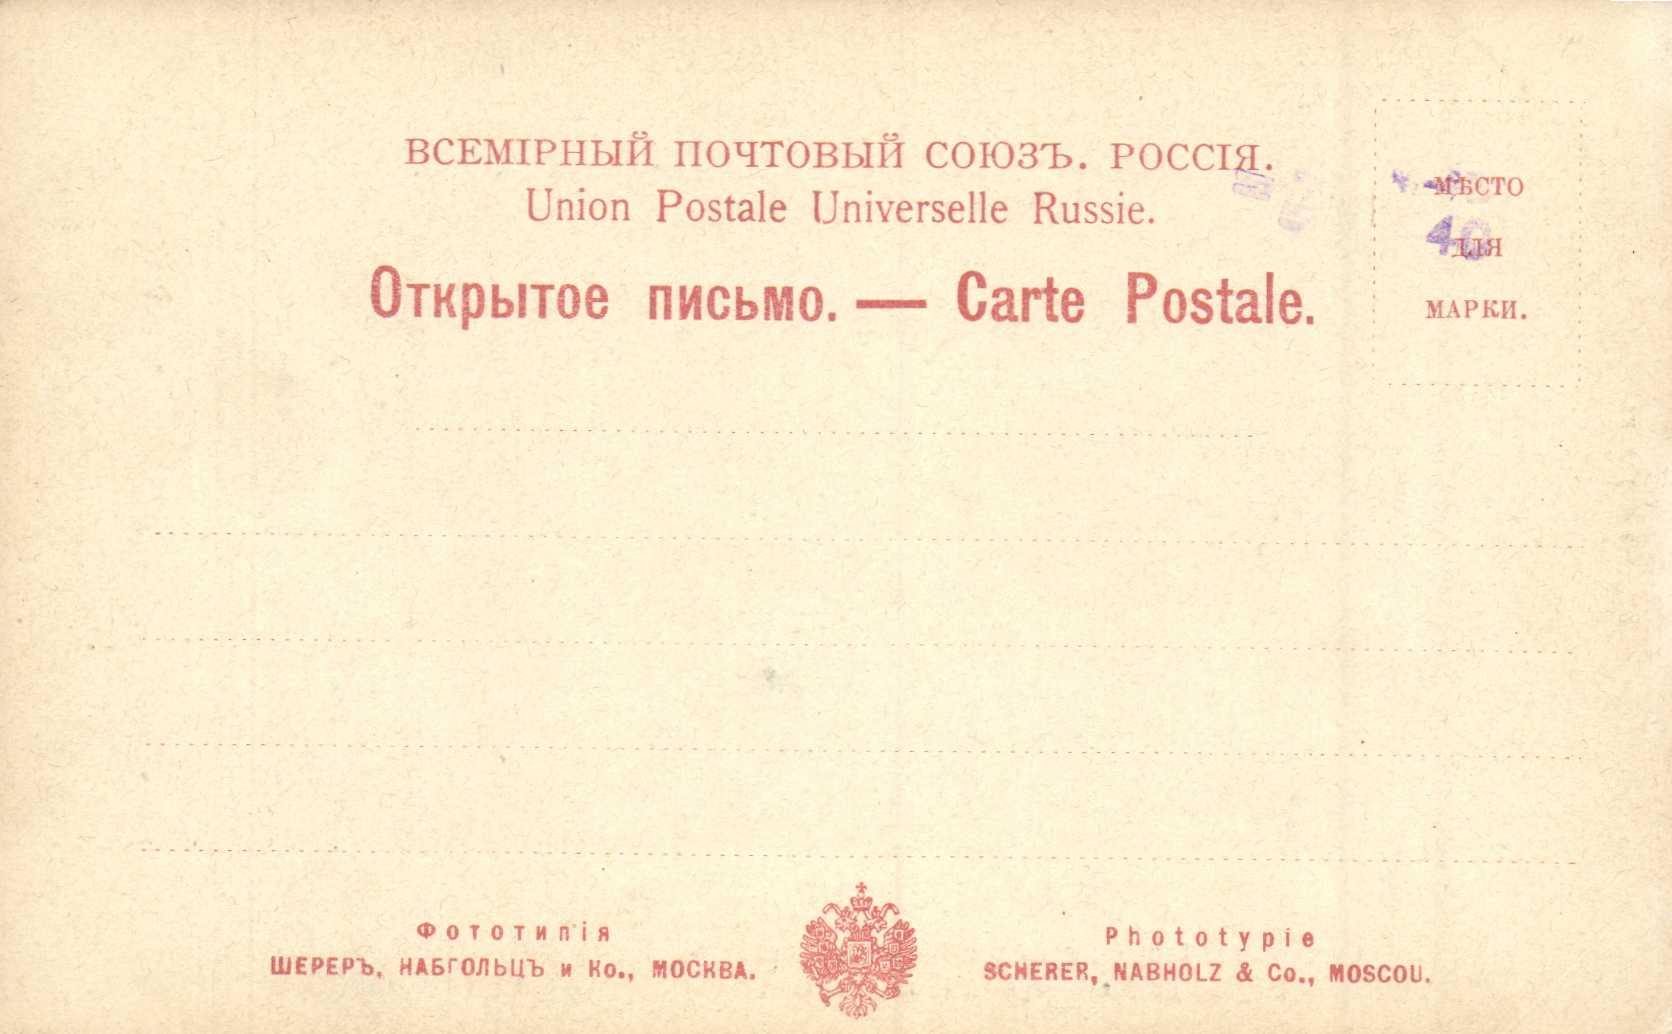 ВСЕМІРНЫЙ ПОЧТОВЫЙ СОЮЗЪ. РОССІЯ.
Union Postale Universelle Russie.
Открытое письмо. — Carte Postale.
МѢСТО
ДЛЯ
МАРКИ.
40
Фототипія
ШЕРЕРЪ, НАБГОЛЬЦЪ и Ко., МОСКВА.
Phototypie
SCHERER, NABHOLZ & Co., MOSCOU.